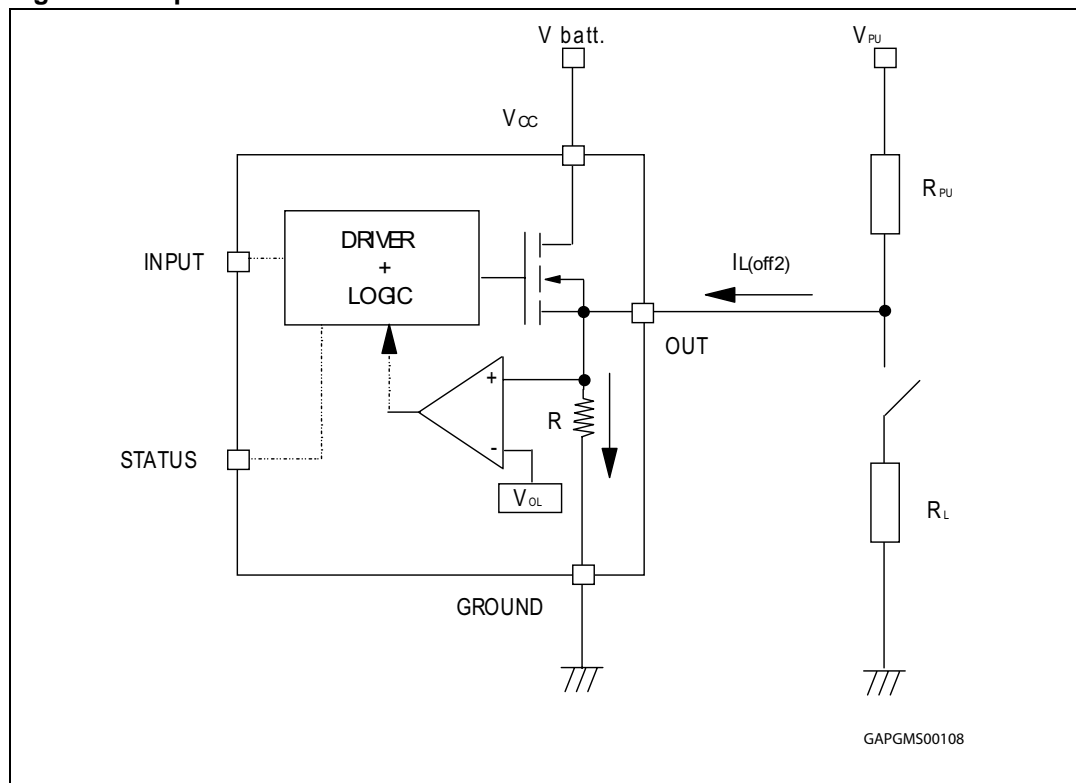 V batt.
VPU
VCC
RPU
DRIVER
+
LOGIC
INPUT
IL(off2)
OUT
+
R
-
STATUS
VOL
RL
GROUND
GAPGMS00108